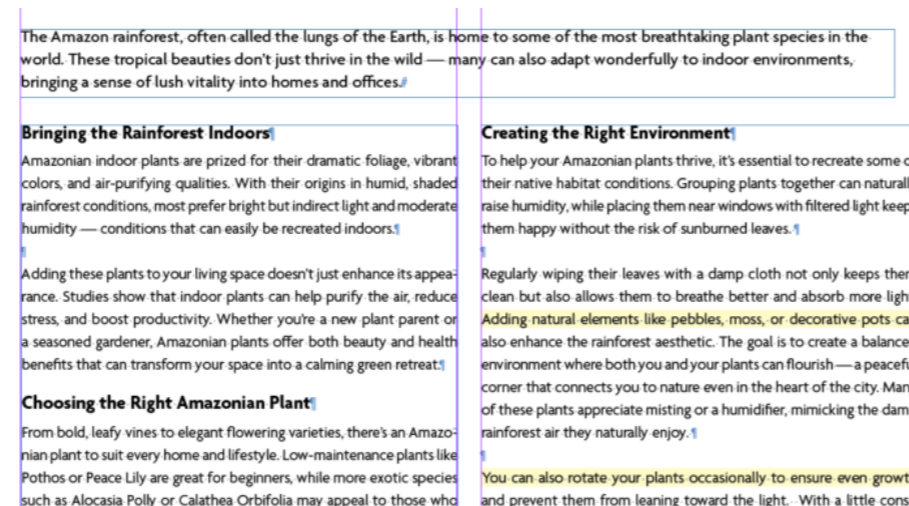 The Amazon rainforest, often called the lungs of the Earth, is home to some of the most breathtaking plant species in the
world. These tropical beauties don't just thrive in the wild — many can also adapt wonderfully to indoor environments,
bringing a sense of lush vitality into homes and offices.
Bringing the Rainforest Indoors
Amazonian indoor plants are prized for their dramatic foliage, vibrant
colors, and air-purifying qualities. With their origins in humid, shaded
rainforest conditions, most prefer bright but indirect light and moderate
humidity — conditions that can easily be recreated indoors.
Adding these plants to your living space doesn't just enhance its appea-
rance. Studies show that indoor plants can help purify the air, reduce
stress, and boost productivity. Whether you're a new plant parent or
a seasoned gardener, Amazonian plants offer both beauty and health
benefits that can transform your space into a calming green retreat.
Choosing the Right Amazonian Plant
From bold, leafy vines to elegant flowering varieties, there's an Amazo-
nian plant to suit every home and lifestyle. Low-maintenance plants like
Pothos or Peace Lily are great for beginners, while more exotic species
such as Alocasia Polly or Calathea Orbifolia may appeal to those who
Creating the Right Environment
To help your Amazonian plants thrive, it's essential to recreate some
their native habitat conditions. Grouping plants together can naturall
raise humidity, while placing them near windows with filtered light keep
them happy without the risk of sunburned leaves.
Regularly wiping their leaves with a damp cloth not only keeps ther
clean but also allows them to breathe better and absorb more ligh
Adding natural elements like pebbles, moss, or decorative pots ca
also enhance the rainforest aesthetic. The goal is to create a balance
environment where both you and your plants can flourish — a peacefu
corner that connects you to nature even in the heart of the city. Man
of these plants appreciate misting or a humidifier, mimicking the dam
rainforest air they naturally enjoy.
You can also rotate your plants occasionally to ensure even growt
and prevent them from leaning toward the light. With a little cons